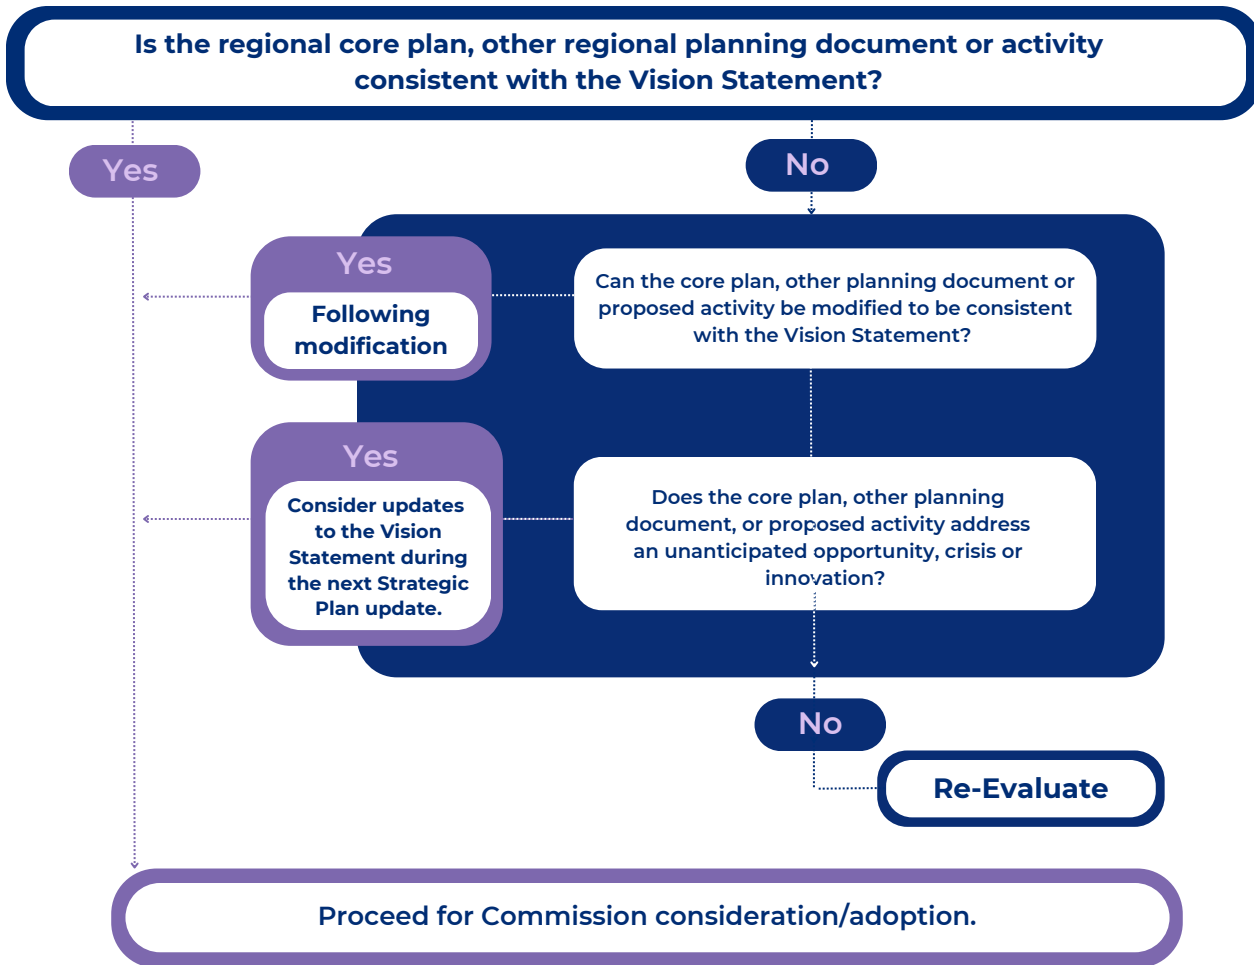 Is the regional core plan, other regional planning document or activity
consistent with the Vision Statement?
Yes
No
Yes
Following
modification
Can the core plan, other planning document or
proposed activity be modified to be consistent
with the Vision Statement?
Yes
Consider updates
to the Vision
Statement during
the next Strategic
Plan update.
Does the core plan, other planning
document, or proposed activity address
an unanticipated opportunity, crisis or
innovation?
No
Re-Evaluate
Proceed for Commission consideration/adoption.